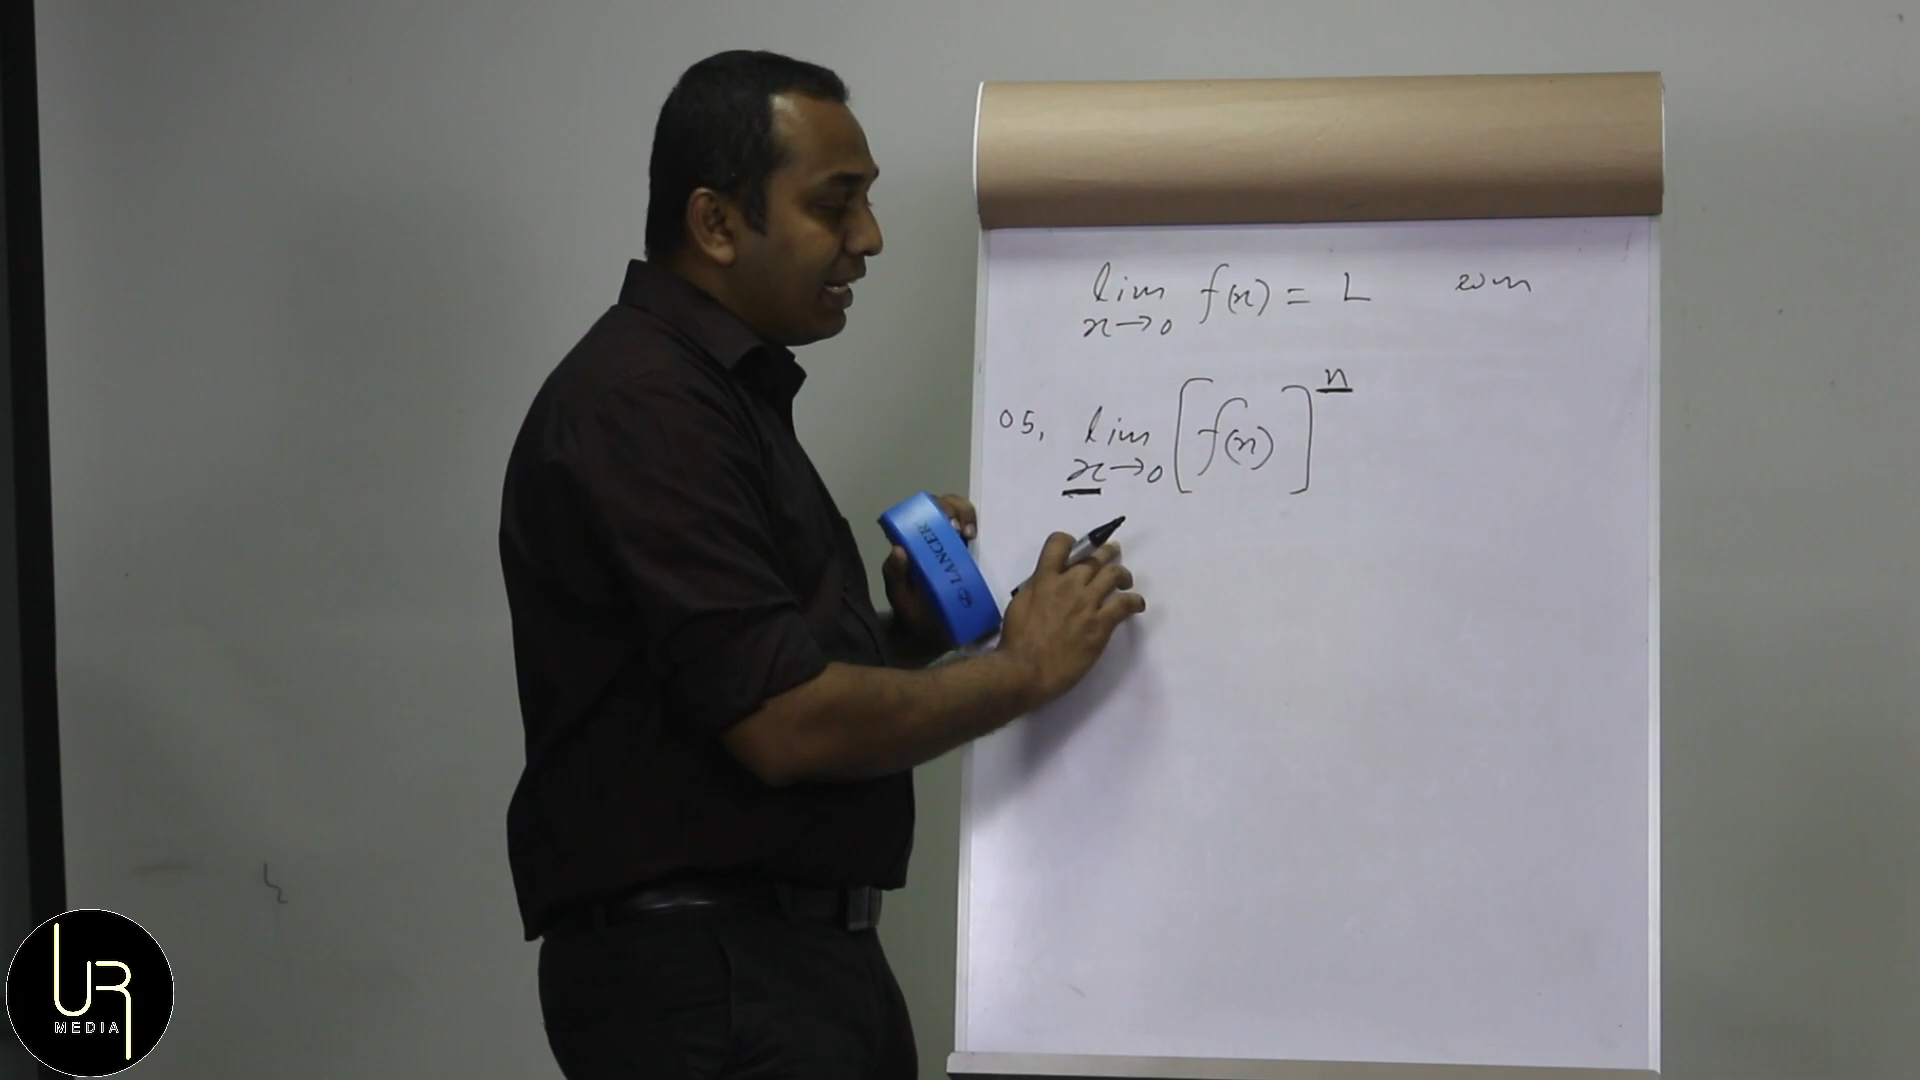 lim f(x) = L
x→0
05, lim [f(x)]ⁿ
x→0
LANCER
UR
MEDIA